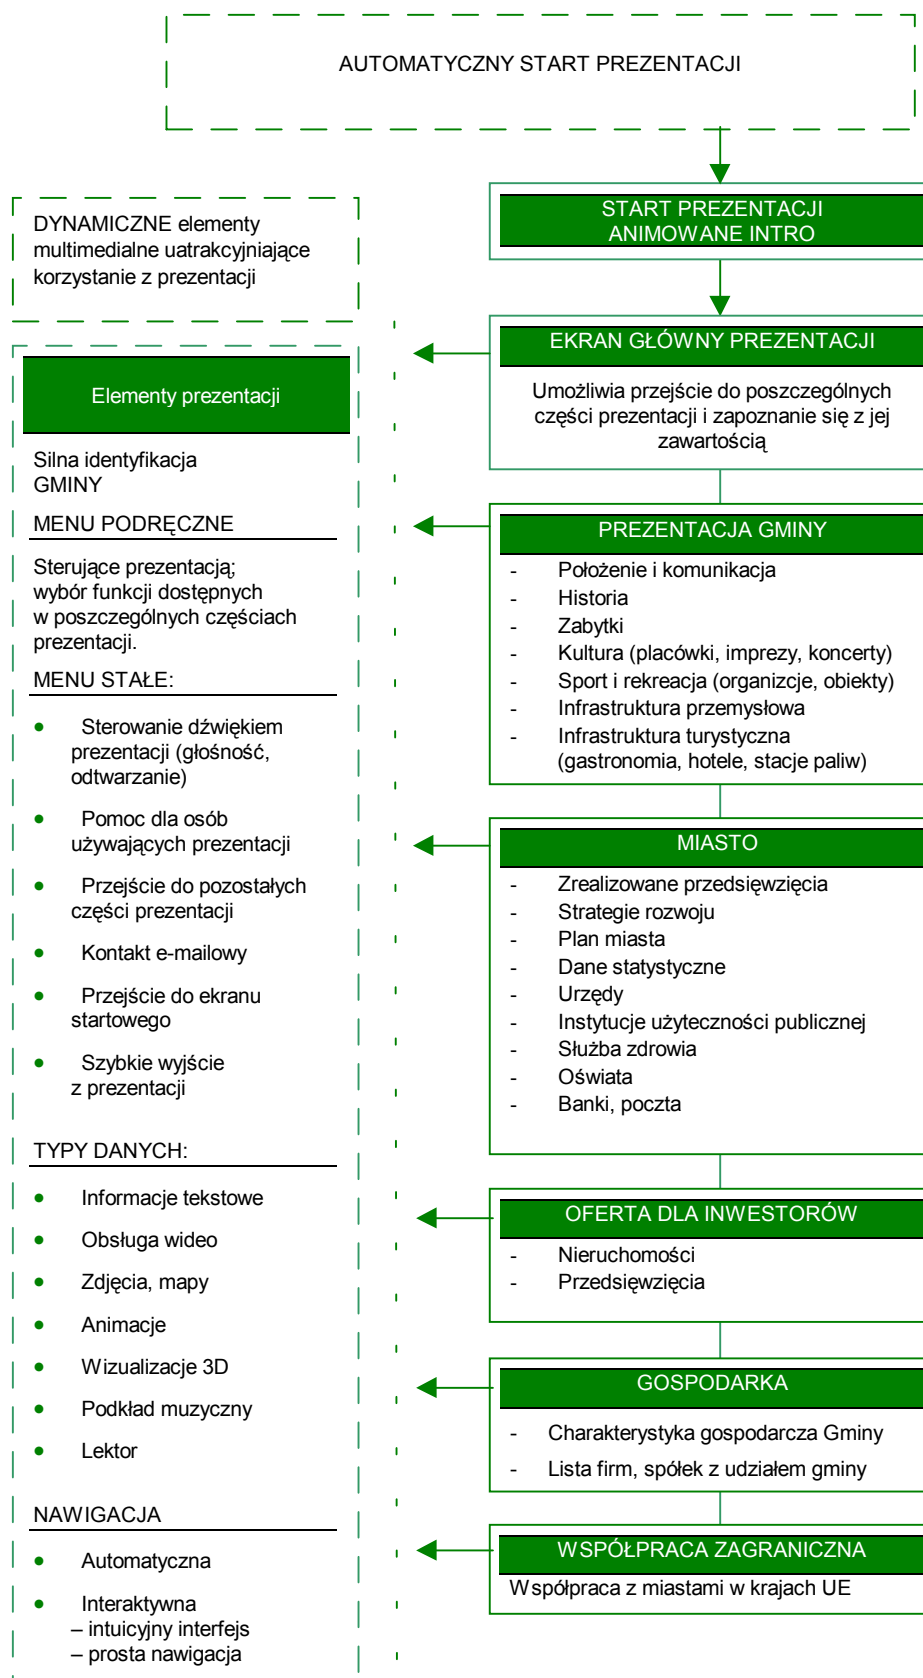 AUTOMATYCZNY START PREZENTACJI
START PREZENTACJI
ANIMOWANE INTRO
DYNAMICZNE elementy
multimedialne uatrakcyjniające
korzystanie z prezentacji
EKRAN GŁÓWNY PREZENTACJI
Umożliwia przejście do poszczególnych
części prezentacji i zapoznanie się z jej
zawartością
Elementy prezentacji
Silna identyfikacja
GMINY
MENU PODRĘCZNE
Sterujące prezentacją;
wybór funkcji dostępnych
w poszczególnych częściach
prezentacji.
MENU STAŁE:
• Sterowanie dźwiękiem
prezentacji (głośność,
odtwarzanie)
• Pomoc dla osób
używających prezentacji
• Przejście do pozostałych
części prezentacji
• Kontakt e-mailowy
• Przejście do ekranu
startowego
• Szybkie wyjście
z prezentacji
TYPY DANYCH:
• Informacje tekstowe
• Obsługa wideo
• Zdjęcia, mapy
• Animacje
• Wizualizacje 3D
• Podkład muzyczny
• Lektor
NAWIGACJA
• Automatyczna
• Interaktywna
– intuicyjny interfejs
– prosta nawigacja
PREZENTACJA GMINY
- Położenie i komunikacja
- Historia
- Zabytki
- Kultura (placówki, imprezy, koncerty)
- Sport i rekreacja (organizcje, obiekty)
- Infrastruktura przemysłowa
- Infrastruktura turystyczna
(gastronomia, hotele, stacje paliw)
MIASTO
- Zrealizowane przedsięwzięcia
- Strategie rozwoju
- Plan miasta
- Dane statystyczne
- Urzędy
- Instytucje użyteczności publicznej
- Służba zdrowia
- Oświata
- Banki, poczta
OFERTA DLA INWESTORÓW
- Nieruchomości
- Przedsięwzięcia
GOSPODARKA
- Charakterystyka gospodarcza Gminy
- Lista firm, spółek z udziałem gminy
WSPÓŁPRACA ZAGRANICZNA
Współpraca z miastami w krajach UE